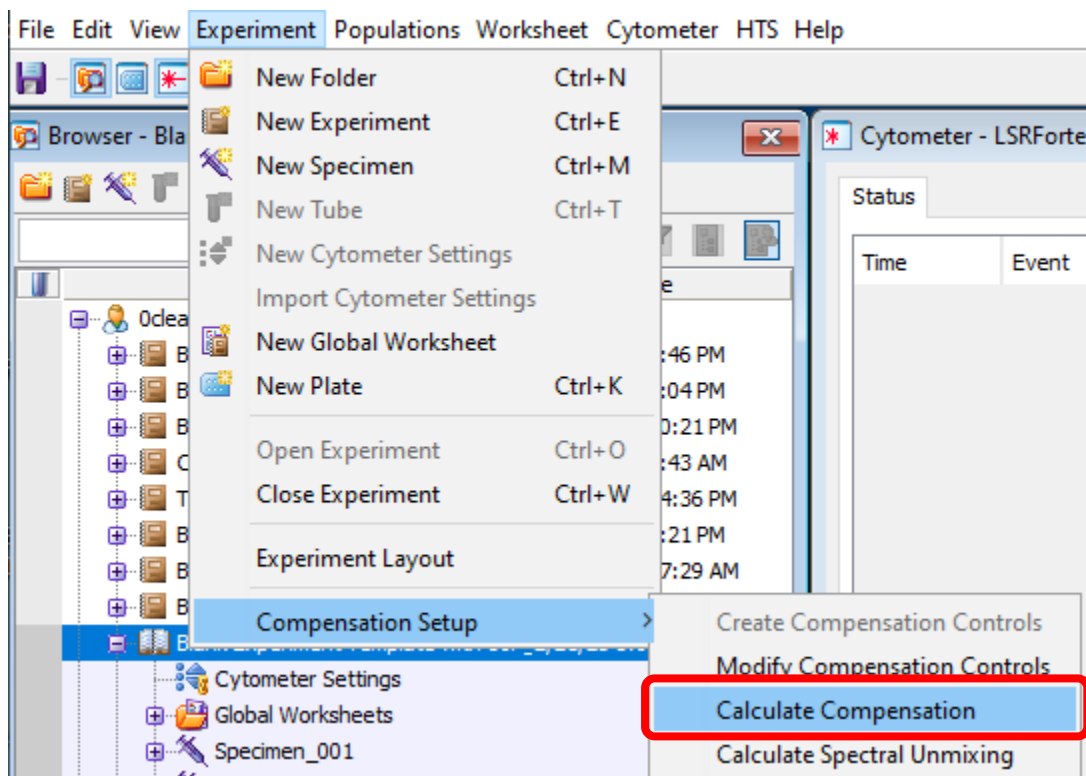 File Edit View Experiment Populations Worksheet Cytometer HTS Help
New Folder Ctrl+N
New Experiment Ctrl+E
New Specimen Ctrl+M
New Tube Ctrl+T
New Cytometer Settings
Import Cytometer Settings
New Global Worksheet
New Plate Ctrl+K
Open Experiment Ctrl+O
Close Experiment Ctrl+W
Experiment Layout
Compensation Setup
Create Compensation Controls
Modify Compensation Controls
Calculate Compensation
Calculate Spectral Unmixing
Browser - Bla
e
0clea
B :46 PM
B :04 PM
B 0:21 PM
C :43 AM
T 4:36 PM
B :21 PM
B 7:29 AM
B
Cytometer Settings
Global Worksheets
Specimen_001
Cytometer - LSRForte
Status
Time Event